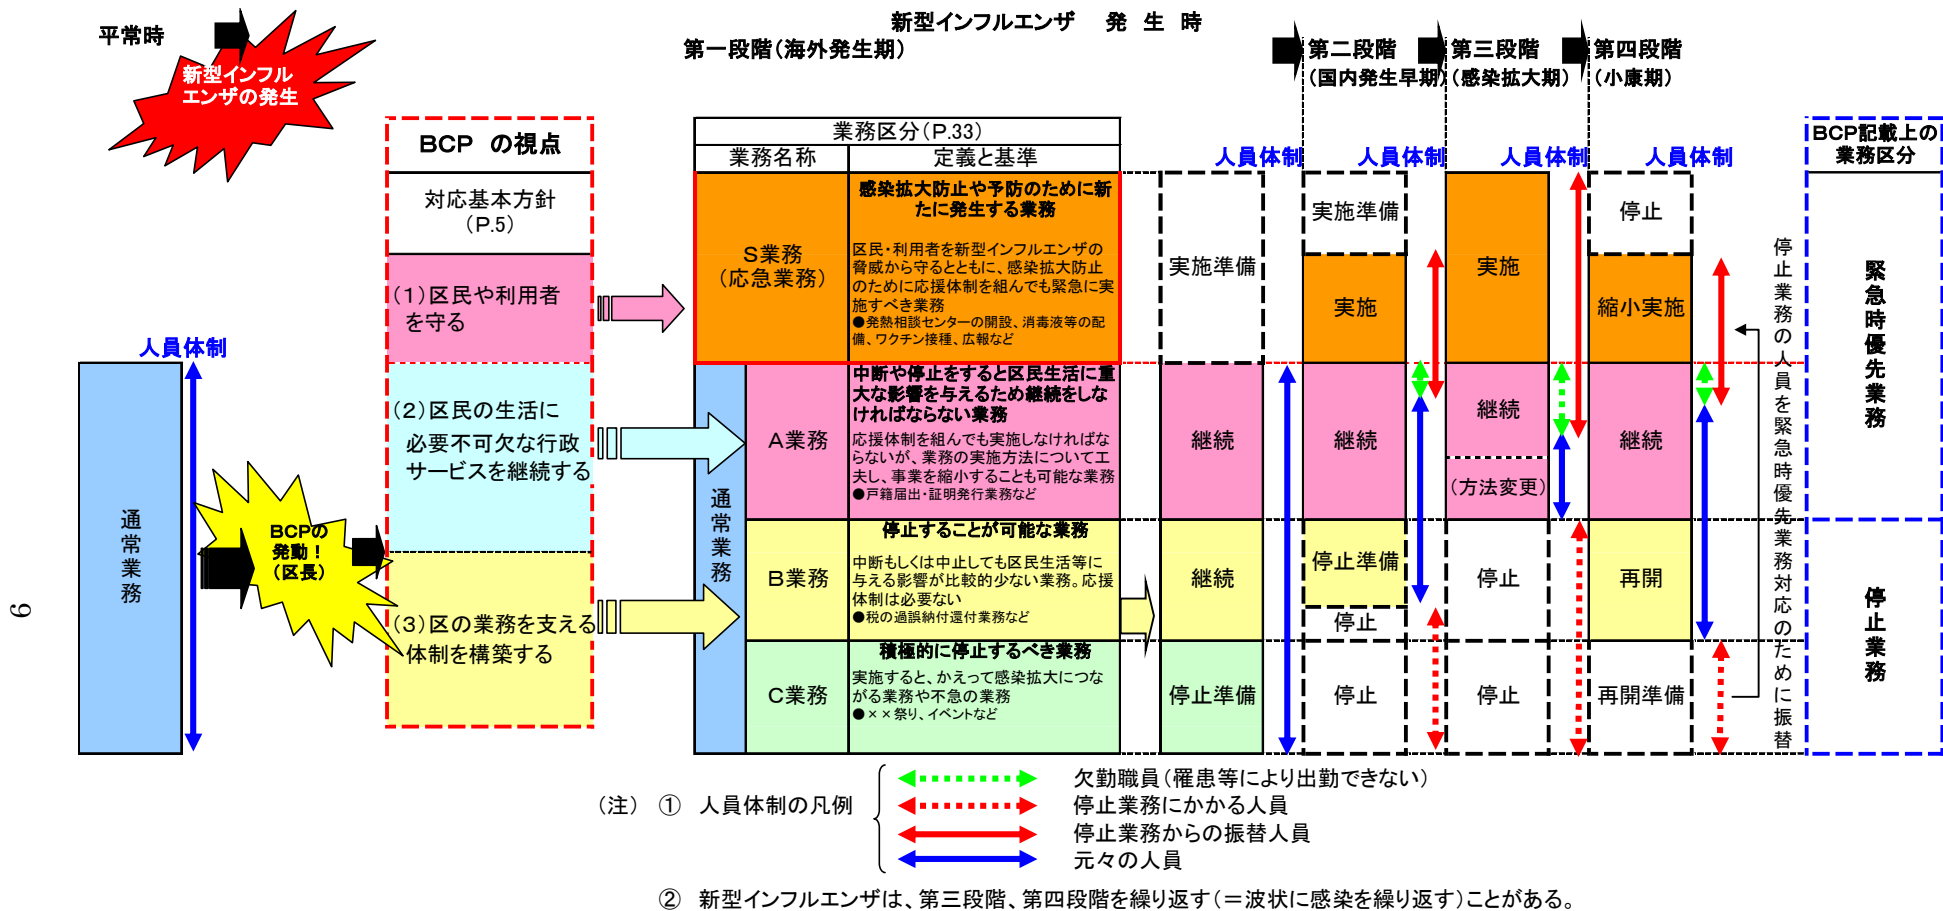 新型インフルエンザ　発 生 時
平常時
第一段階(海外発生期)
第二段階
(国内発生早期)
第三段階
(感染拡大期)
第四段階
(小康期)
新型インフル
エンザの発生
BCP の視点
対応基本方針
(P.5)
(1)区民や利用者
を守る
(2)区民の生活に
必要不可欠な行政
サービスを継続する
(3)区の業務を支える
体制を構築する
人員体制
通常業務
BCPの
発動!
(区長)
業務区分(P.33)
業務名称
定義と基準
S業務
(応急業務)
感染拡大防止や予防のために新
たに発生する業務
区民・利用者を新型インフルエンザの
脅威から守るとともに、感染拡大防止
のために応援体制を組んでも緊急に実
施すべき業務
●発熱相談センターの開設、消毒液等の配
備、ワクチン接種、広報など
通常業務
A業務
中断や停止をすると区民生活に重
大な影響を与えるため継続をしな
ければならない業務
応援体制を組んでも実施しなければな
らないが、業務の実施方法について工
夫し、事業を縮小することも可能な業務
●戸籍届出・証明発行業務など
B業務
停止することが可能な業務
中断もしくは中止しても区民生活等に
与える影響が比較的少ない業務。応援
体制は必要ない
●税の過誤納付還付業務など
C業務
積極的に停止するべき業務
実施すると、かえって感染拡大につな
がる業務や不急の業務
●××祭り、イベントなど
人員体制
実施準備
継続
継続
停止準備
人員体制
実施準備
実施
継続
停止準備
停止
停止
人員体制
実施
継続
(方法変更)
停止
停止
人員体制
停止
縮小実施
継続
再開
再開準備
停止業務の人員を緊急時優先業務対応のために振替
BCP記載上の
業務区分
緊急時優先業務
停止業務
(注)　①　人員体制の凡例
欠勤職員(罹患等により出勤できない)
停止業務にかかる人員
停止業務からの振替人員
元々の人員
②　新型インフルエンザは、第三段階、第四段階を繰り返す(=波状に感染を繰り返す)ことがある。
6